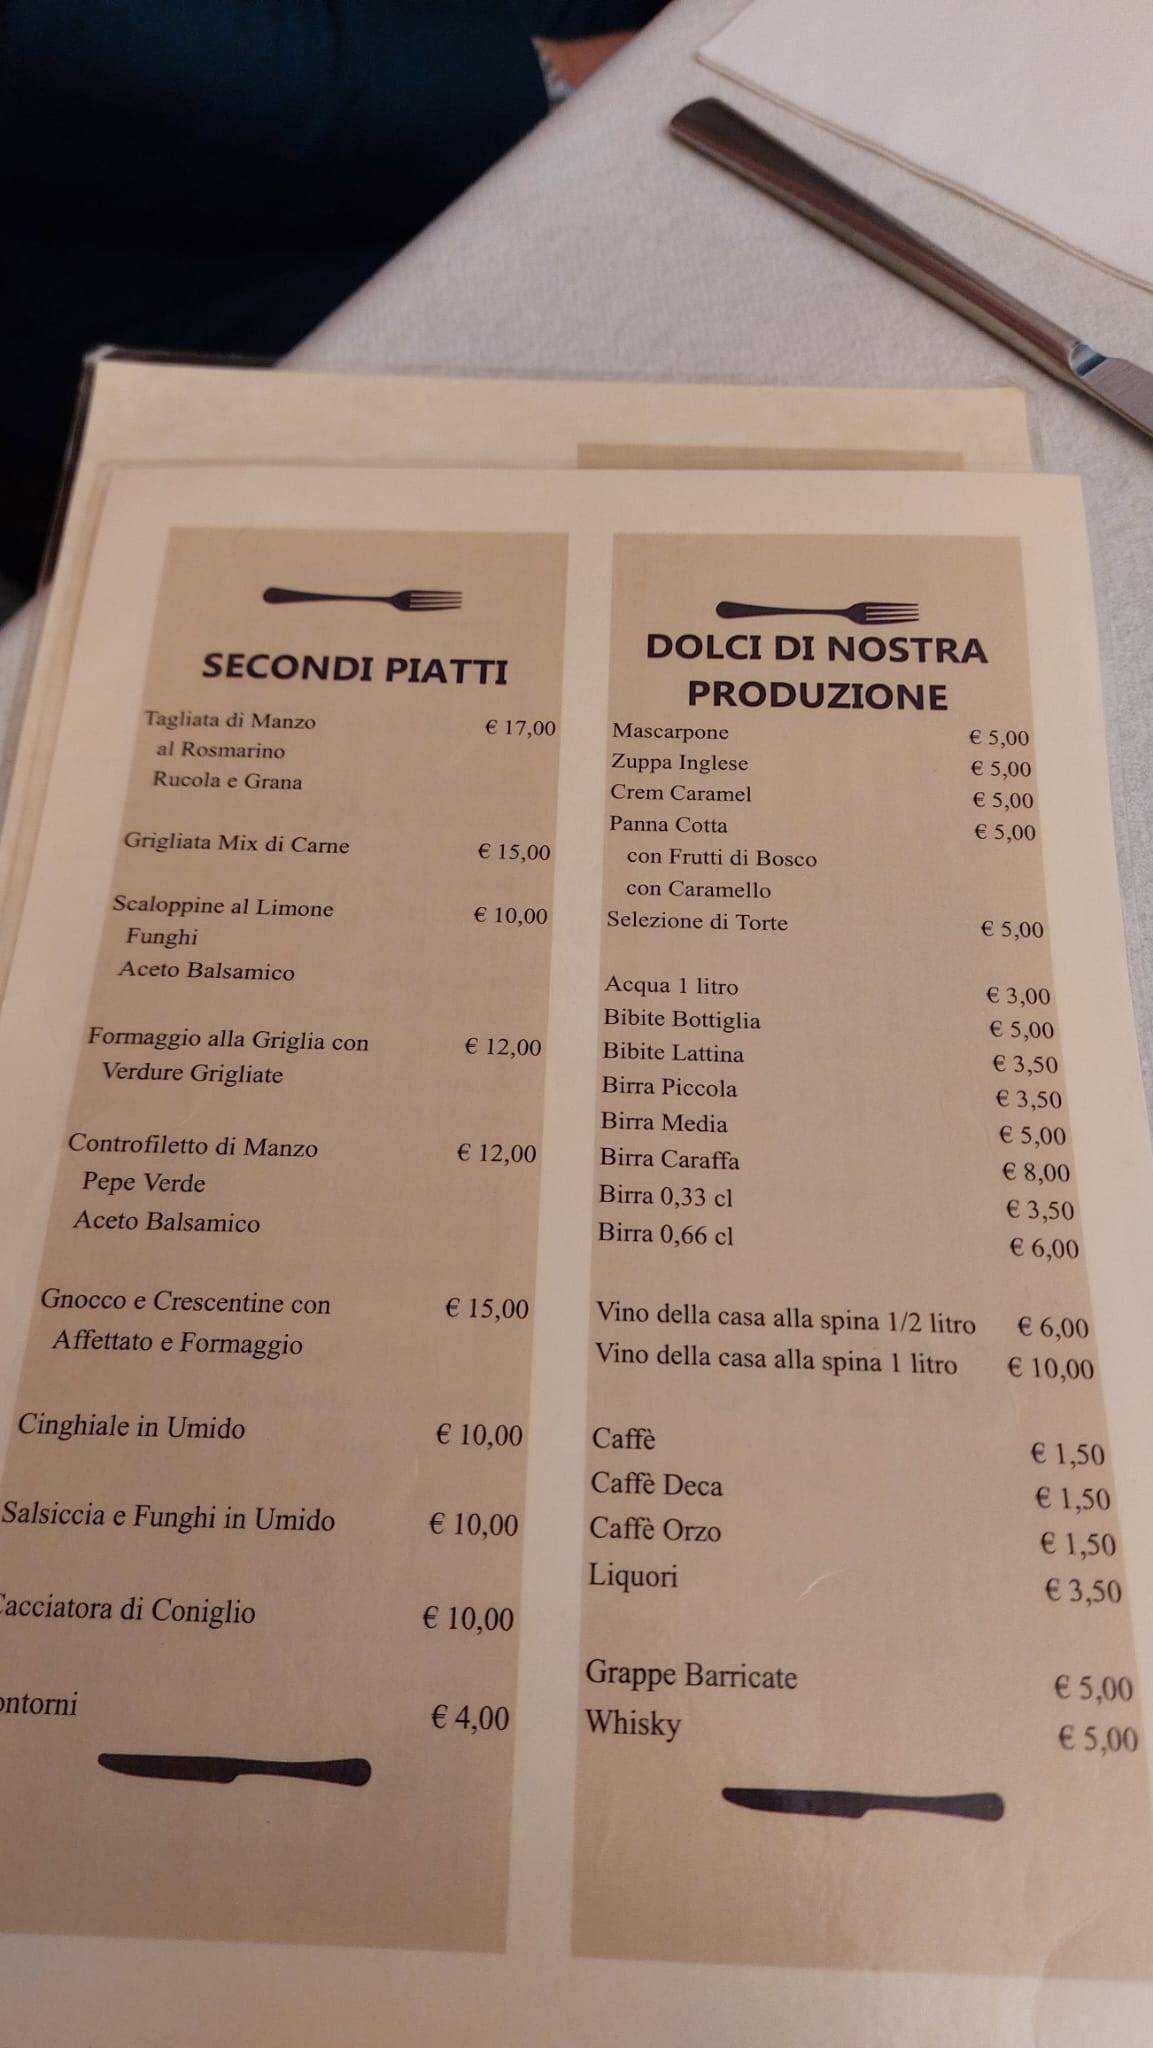 SECONDI PIATTI
Tagliata di Manzo € 17,00
al Rosmarino
Rucola e Grana
Grigliata Mix di Carne € 15,00
Scaloppine al Limone € 10,00
Funghi
Aceto Balsamico
Formaggio alla Griglia con € 12,00
Verdure Grigliate
Controfiletto di Manzo € 12,00
Pepe Verde
Aceto Balsamico
Gnocco e Crescentine con € 15,00
Affettato e Formaggio
Cinghiale in Umido € 10,00
Salsiccia e Funghi in Umido € 10,00
Cacciatora di Coniglio € 10,00
ontorni € 4,00
DOLCI DI NOSTRA
PRODUZIONE
Mascarpone € 5,00
Zuppa Inglese € 5,00
Crem Caramel € 5,00
Panna Cotta € 5,00
con Frutti di Bosco
con Caramello
Selezione di Torte € 5,00
Acqua 1 litro € 3,00
Bibite Bottiglia € 5,00
Bibite Lattina € 3,50
Birra Piccola € 3,50
Birra Media € 5,00
Birra Caraffa € 8,00
Birra 0,33 cl € 3,50
Birra 0,66 cl € 6,00
Vino della casa alla spina 1/2 litro € 6,00
Vino della casa alla spina 1 litro € 10,00
Caffè € 1,50
Caffè Deca € 1,50
Caffè Orzo € 1,50
Liquori € 3,50
Grappe Barricate € 5,00
Whisky € 5,00